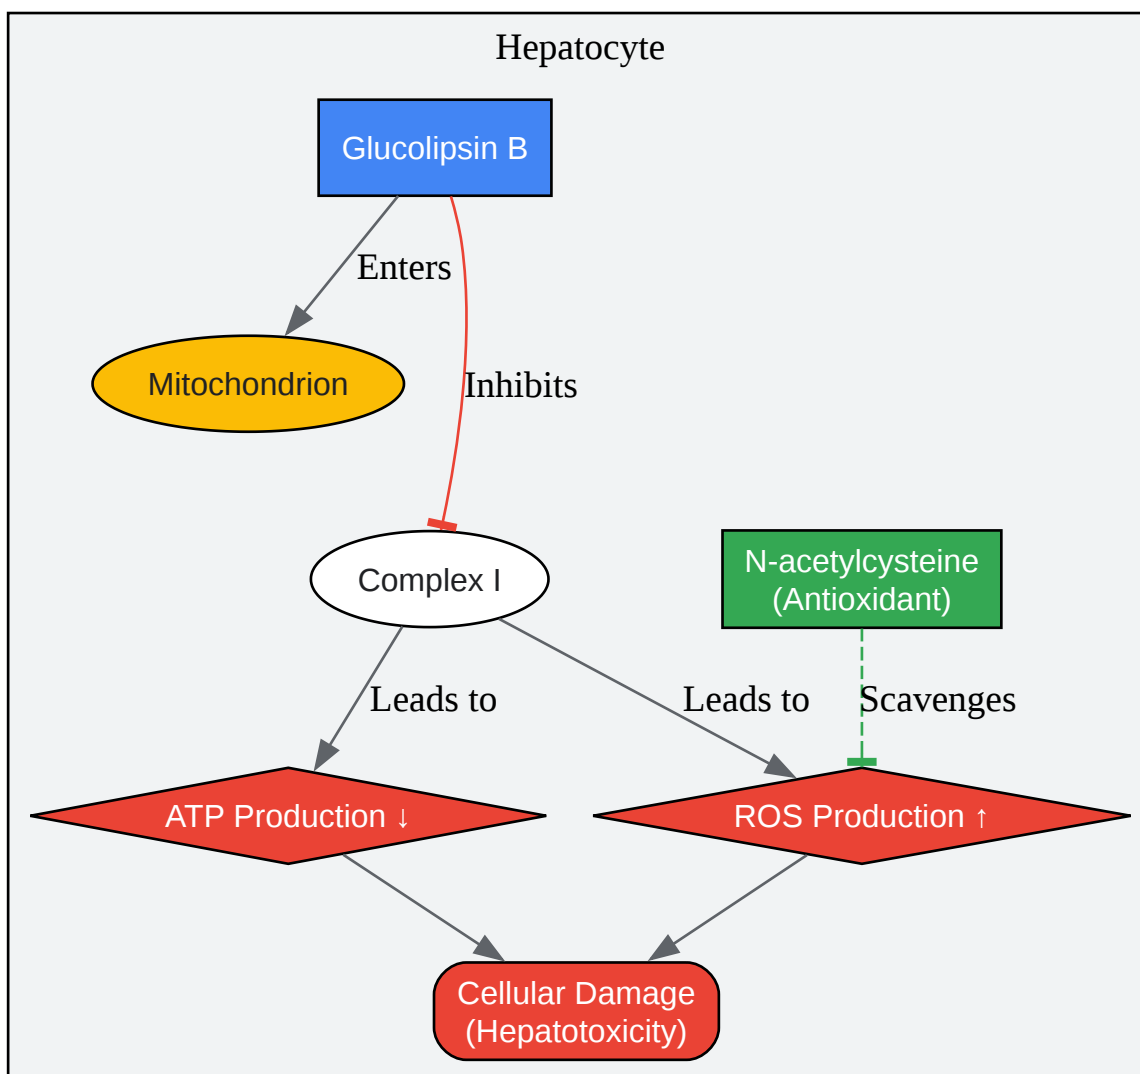 Hepatocyte
Glucolipsin B
Enters
Mitochondrion
Inhibits
Complex I
N-acetylcysteine
(Antioxidant)
Leads to
Leads to
Scavenges
ATP Production ↓
ROS Production ↑
Cellular Damage
(Hepatotoxicity)